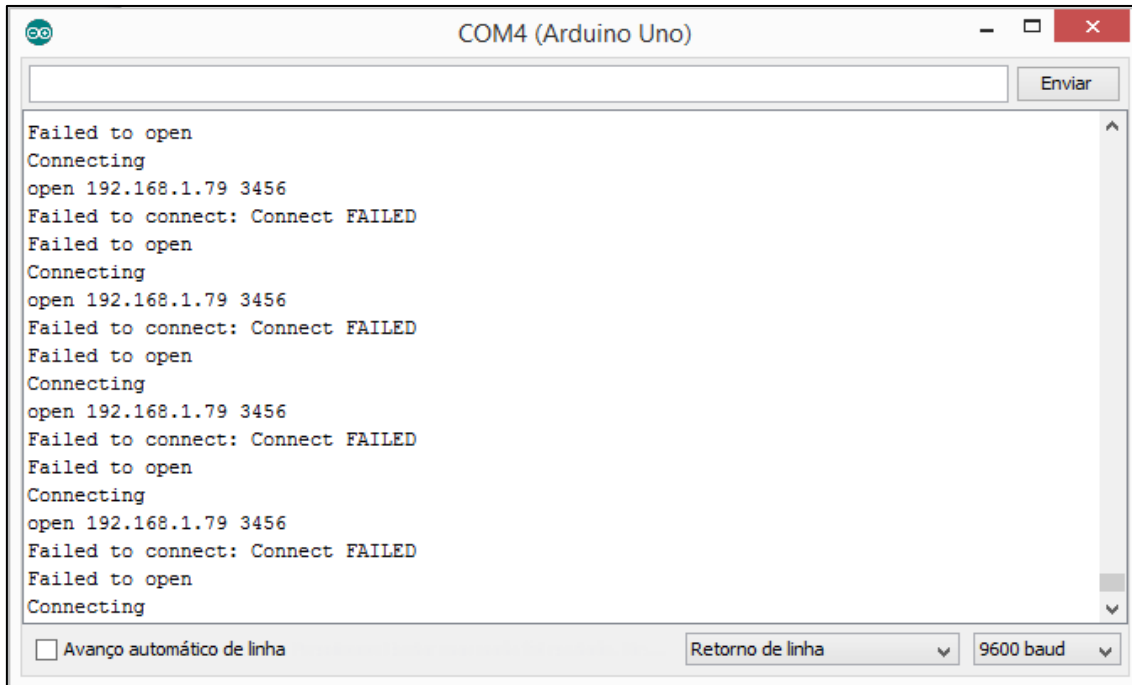 COM4 (Arduino Uno)
Enviar
Failed to open
Connecting
open 192.168.1.79 3456
Failed to connect: Connect FAILED
Failed to open
Connecting
open 192.168.1.79 3456
Failed to connect: Connect FAILED
Failed to open
Connecting
open 192.168.1.79 3456
Failed to connect: Connect FAILED
Failed to open
Connecting
open 192.168.1.79 3456
Failed to connect: Connect FAILED
Failed to open
Connecting
Avanço automático de linha
Retorno de linha
9600 baud